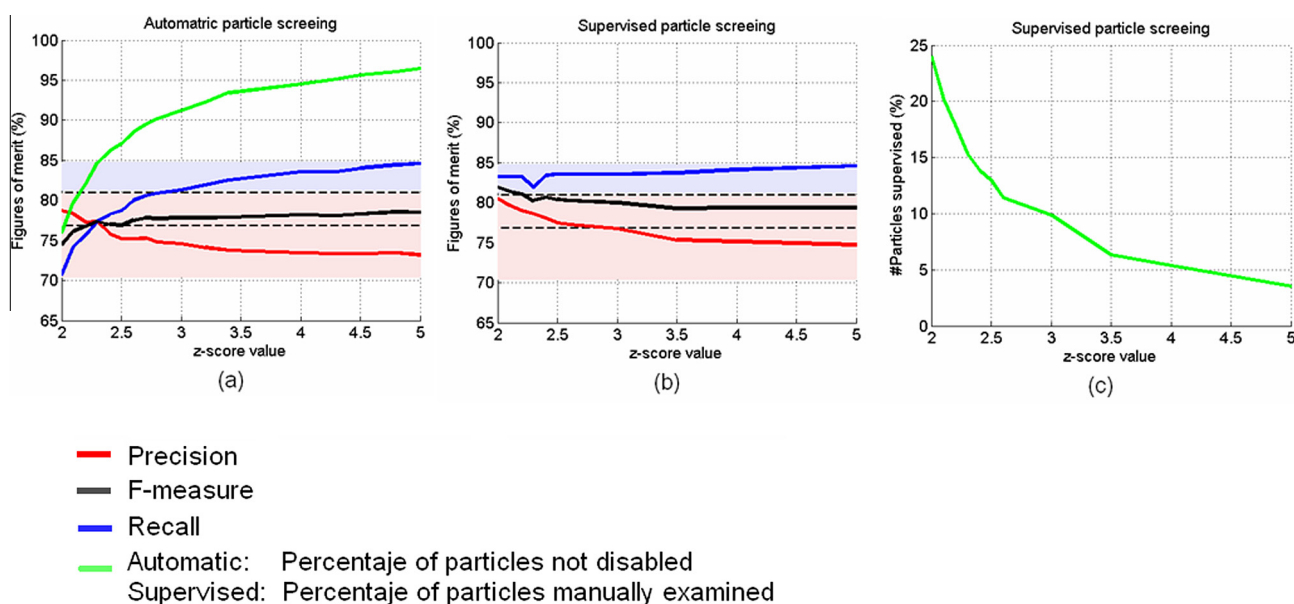 Automatric particle screeing
Figures of merit (%)
100
95
90
85
80
75
70
65
2 2.5 3 3.5 4 4.5 5
z-score value
(a)
Supervised particle screeing
Figures of merit (%)
100
95
90
85
80
75
70
65
2 2.5 3 3.5 4 4.5 5
z-score value
(b)
Supervised particle screeing
#Particles supervised (%)
25
20
15
10
5
0
2 2.5 3 3.5 4 4.5 5
z-score value
(c)
Precision
F-measure
Recall
Automatic: Percentaje of particles not disabled
Supervised: Percentaje of particles manually examined